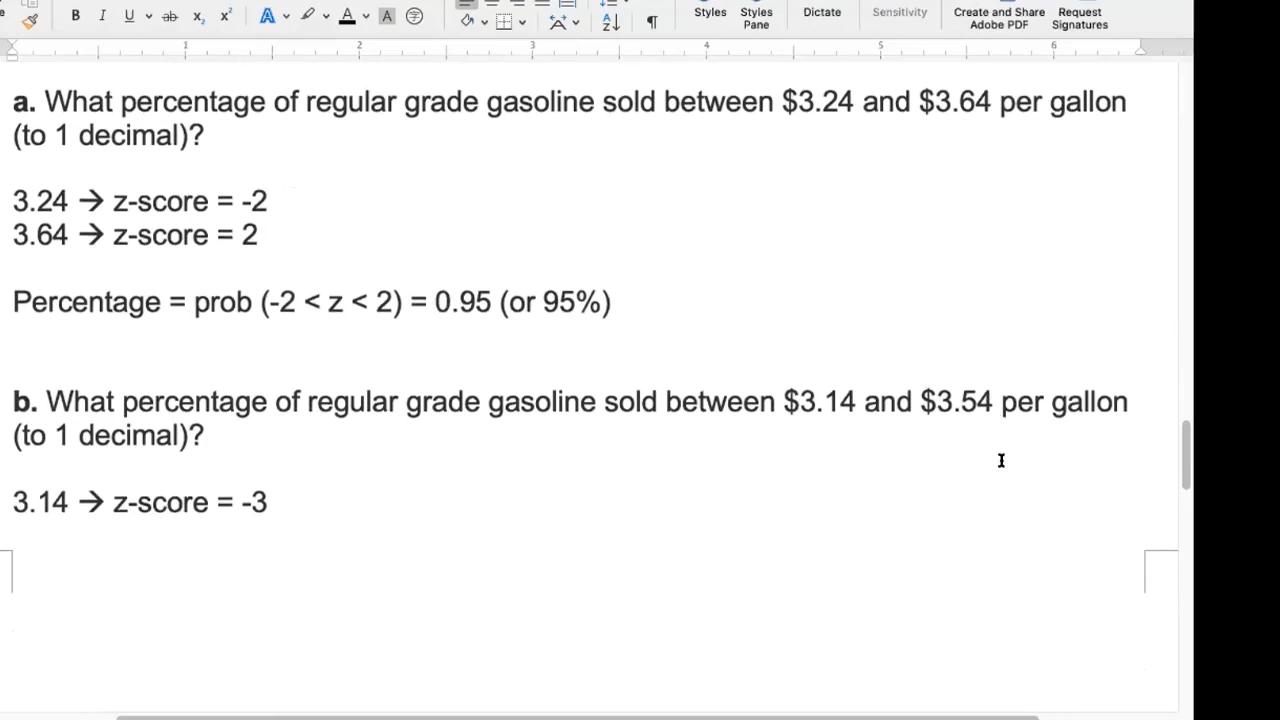 B I U ab x₂ x² A A A ¶
Styles Styles Pane Dictate Sensitivity Create and Share Adobe PDF Request Signatures
1 2 3 4 5 6
a. What percentage of regular grade gasoline sold between $3.24 and $3.64 per gallon
(to 1 decimal)?
3.24 → z-score = -2
3.64 → z-score = 2
Percentage = prob (-2 < z < 2) = 0.95 (or 95%)
b. What percentage of regular grade gasoline sold between $3.14 and $3.54 per gallon
(to 1 decimal)?
3.14 → z-score = -3